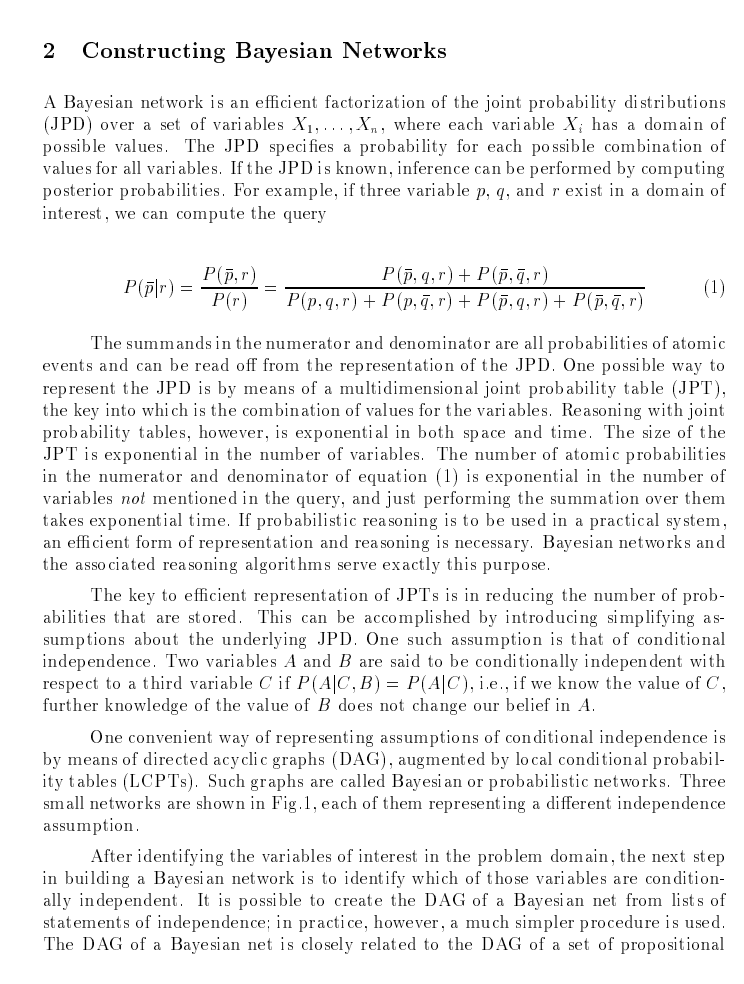 2 Constructing Bayesian Networks
A Bayesian network is an efficient factorization of the joint probability distributions
(JPD) over a set of variables X₁, . . . , Xₙ, where each variable Xᵢ has a domain of
possible values. The JPD specifies a probability for each possible combination of
values for all variables. If the JPD is known, inference can be performed by computing
posterior probabilities. For example, if three variable p, q, and r exist in a domain of
interest, we can compute the query
P(p̄|r) = P(p̄, r) / P(r) = P(p̄, q, r) + P(p̄, q̄, r) / P(p, q, r) + P(p, q̄, r) + P(p̄, q, r) + P(p̄, q̄, r) (1)
The summands in the numerator and denominator are all probabilities of atomic
events and can be read off from the representation of the JPD. One possible way to
represent the JPD is by means of a multidimensional joint probability table (JPT),
the key into which is the combination of values for the variables. Reasoning with joint
probability tables, however, is exponential in both space and time. The size of the
JPT is exponential in the number of variables. The number of atomic probabilities
in the numerator and denominator of equation (1) is exponential in the number of
variables not mentioned in the query, and just performing the summation over them
takes exponential time. If probabilistic reasoning is to be used in a practical system,
an efficient form of representation and reasoning is necessary. Bayesian networks and
the associated reasoning algorithms serve exactly this purpose.
The key to efficient representation of JPTs is in reducing the number of prob-
abilities that are stored. This can be accomplished by introducing simplifying as-
sumptions about the underlying JPD. One such assumption is that of conditional
independence. Two variables A and B are said to be conditionally independent with
respect to a third variable C if P(A|C, B) = P(A|C), i.e., if we know the value of C,
further knowledge of the value of B does not change our belief in A.
One convenient way of representing assumptions of conditional independence is
by means of directed acyclic graphs (DAG), augmented by local conditional probabil-
ity tables (LCPTs). Such graphs are called Bayesian or probabilistic networks. Three
small networks are shown in Fig.1, each of them representing a different independence
assumption.
After identifying the variables of interest in the problem domain, the next step
in building a Bayesian network is to identify which of those variables are condition-
ally independent. It is possible to create the DAG of a Bayesian net from lists of
statements of independence; in practice, however, a much simpler procedure is used.
The DAG of a Bayesian net is closely related to the DAG of a set of propositional